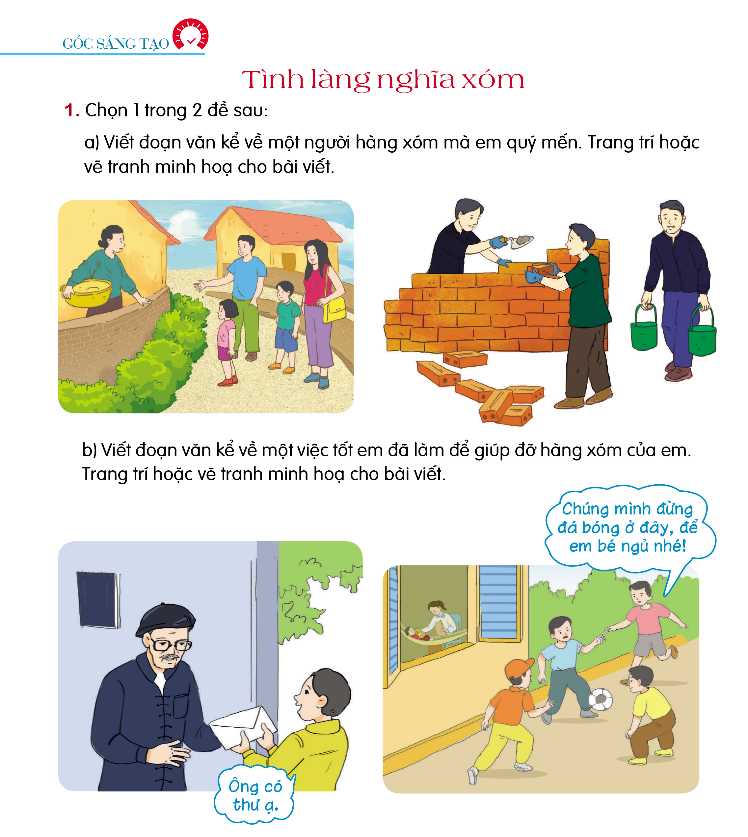 GÓC SÁNG TẠO
Tình làng nghĩa xóm
1. Chọn 1 trong 2 đề sau:
a) Viết đoạn văn kể về một người hàng xóm mà em quý mến. Trang trí hoặc
vẽ tranh minh hoạ cho bài viết.
b) Viết đoạn văn kể về một việc tốt em đã làm để giúp đỡ hàng xóm của em.
Trang trí hoặc vẽ tranh minh hoạ cho bài viết.
Chúng mình đừng
đá bóng ở đây, để
em bé ngủ nhé!
Ông có
thư ạ.